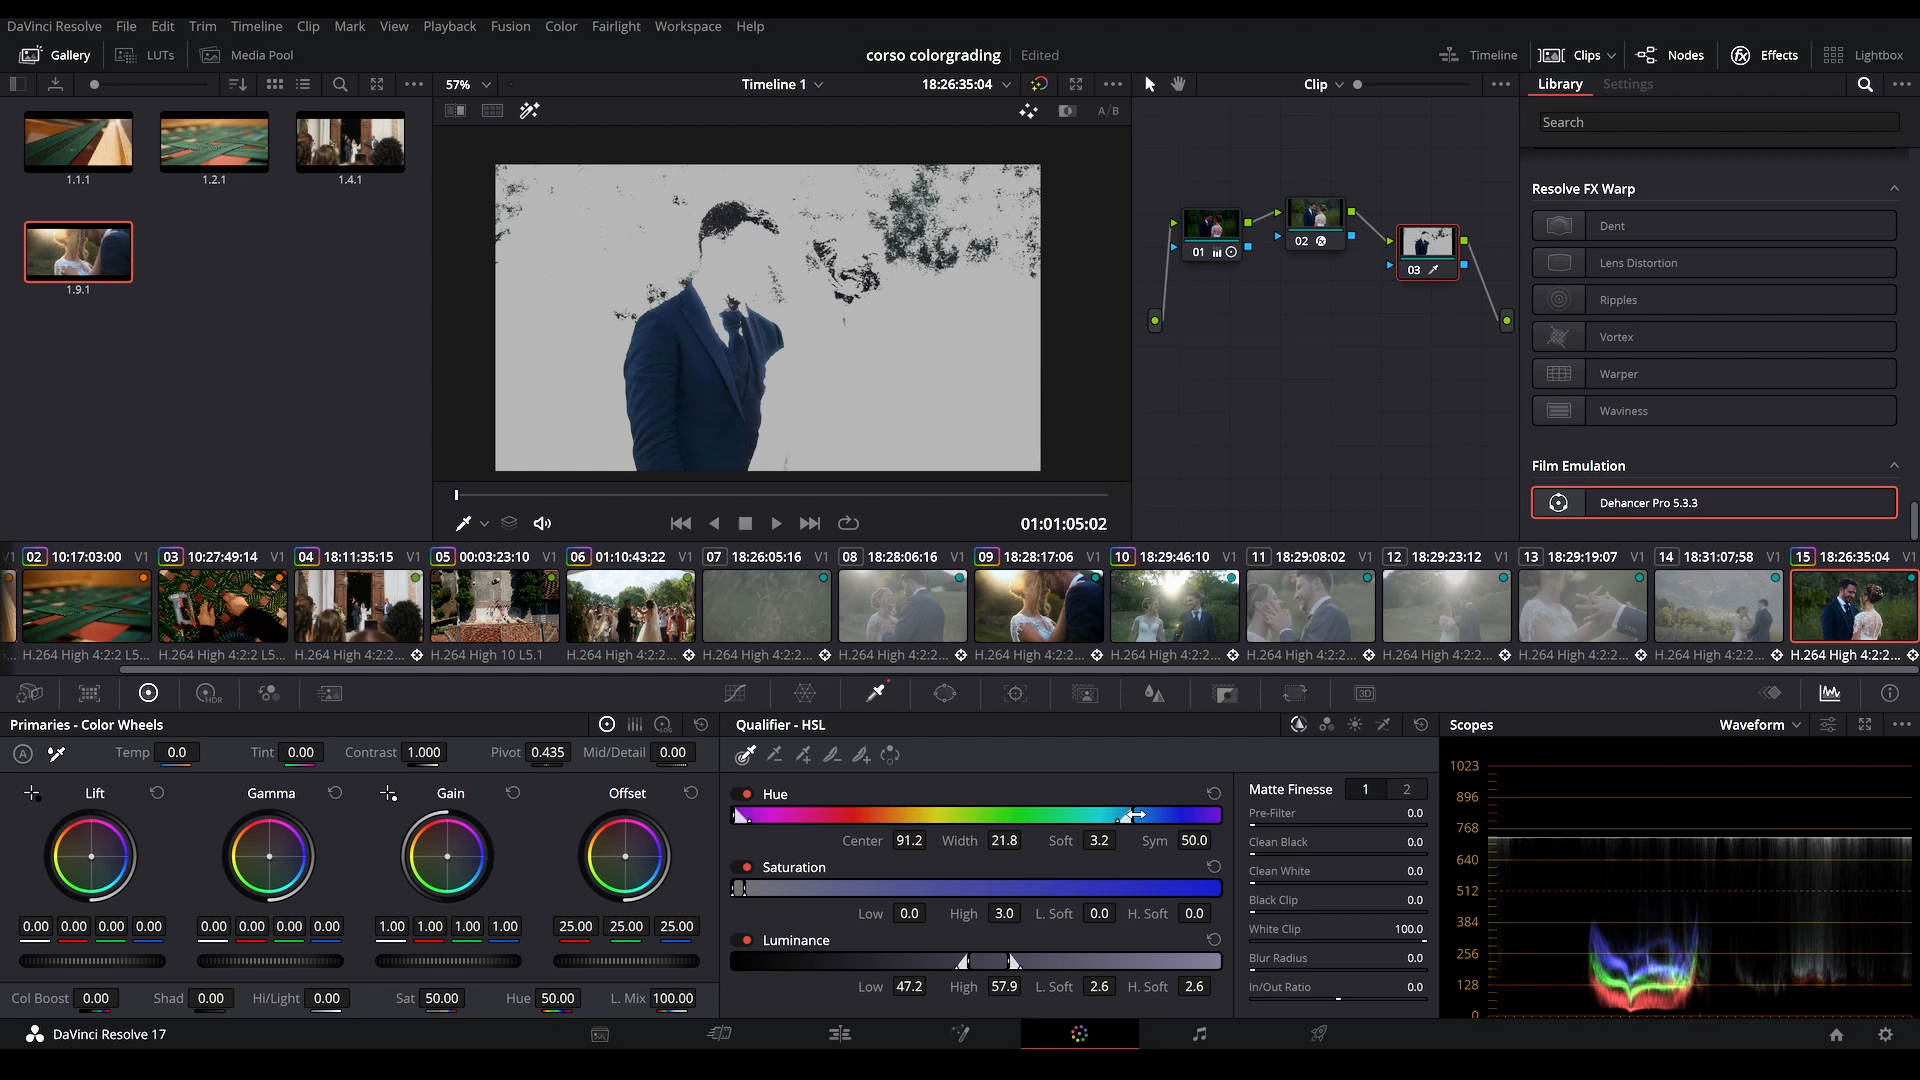 DaVinci Resolve File Edit Trim Timeline Clip Mark View Playback Fusion Color Fairlight Workspace Help
Gallery LUTs Media Pool corso colorgrading Edited Timeline Clips Nodes Effects Lightbox
57% Timeline 1 18:26:35:04 Clip Library Settings
A/B
Search
1.1.1 1.2.1 1.4.1
Resolve FX Warp
Dent
01 02 03
Lens Distortion
1.9.1
Ripples
Vortex
Warper
Waviness
Film Emulation
Dehancer Pro 5.3.3
01:01:05:02
V1 02 10:17:03:00 V1 03 10:27:49:14 V1 04 18:11:35:15 V1 05 00:03:23:10 V1 06 01:10:43:22 V1 07 18:26:05:16 V1 08 18:28:06:16 V1 09 18:28:17:06 V1 10 18:29:46:10 V1 11 18:29:08:02 V1 12 18:29:23:12 V1 13 18:29:19:07 V1 14 18:31:07;58 V1 15 18:26:35:04 V1
5... H.264 High 4:2:2 L5... H.264 High 4:2:2 L5... H.264 High 4:2:2... H.264 High 10 L5.1 H.264 High 4:2:2... H.264 High 4:2:2... H.264 High 4:2:2... H.264 High 4:2:2... H.264 High 4:2:2... H.264 High 4:2:2... H.264 High 4:2:2... H.264 High 4:2:2... H.264 High 4:2:2... H.264 High 4:2:2...
HDR 3D
Primaries - Color Wheels LOG Qualifier - HSL Scopes Waveform
A Temp 0.0 Tint 0.00 Contrast 1.000 Pivot 0.435 Mid/Detail 0.00
Lift Gamma Gain Offset
0.00 0.00 0.00 0.00 0.00 0.00 0.00 0.00 1.00 1.00 1.00 1.00 25.00 25.00 25.00
Col Boost 0.00 Shad 0.00 Hi/Light 0.00 Sat 50.00 Hue 50.00 L. Mix 100.00
Hue
Center 91.2 Width 21.8 Soft 3.2 Sym 50.0
Saturation
Low 0.0 High 3.0 L. Soft 0.0 H. Soft 0.0
Luminance
Low 47.2 High 57.9 L. Soft 2.6 H. Soft 2.6
Matte Finesse 1 2
Pre-Filter 0.0
Clean Black 0.0
Clean White 0.0
Black Clip 0.0
White Clip 100.0
Blur Radius 0.0
In/Out Ratio 0.0
1023
896
768
640
512
384
256
128
0
DaVinci Resolve 17